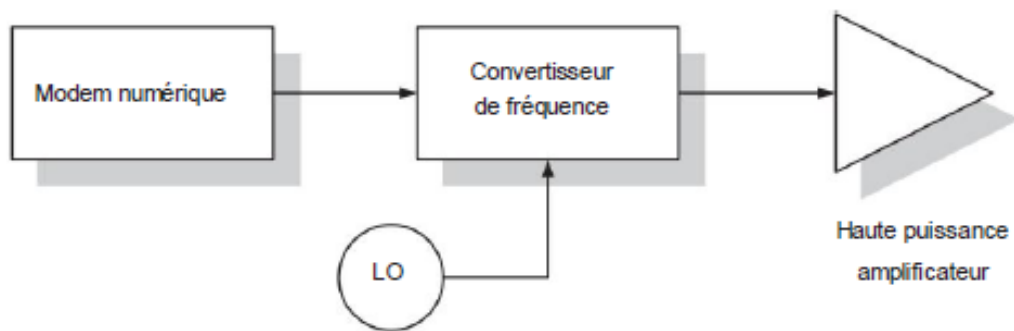 Modem numérique
Convertisseur
de fréquence
LO
Haute puissance
amplificateur